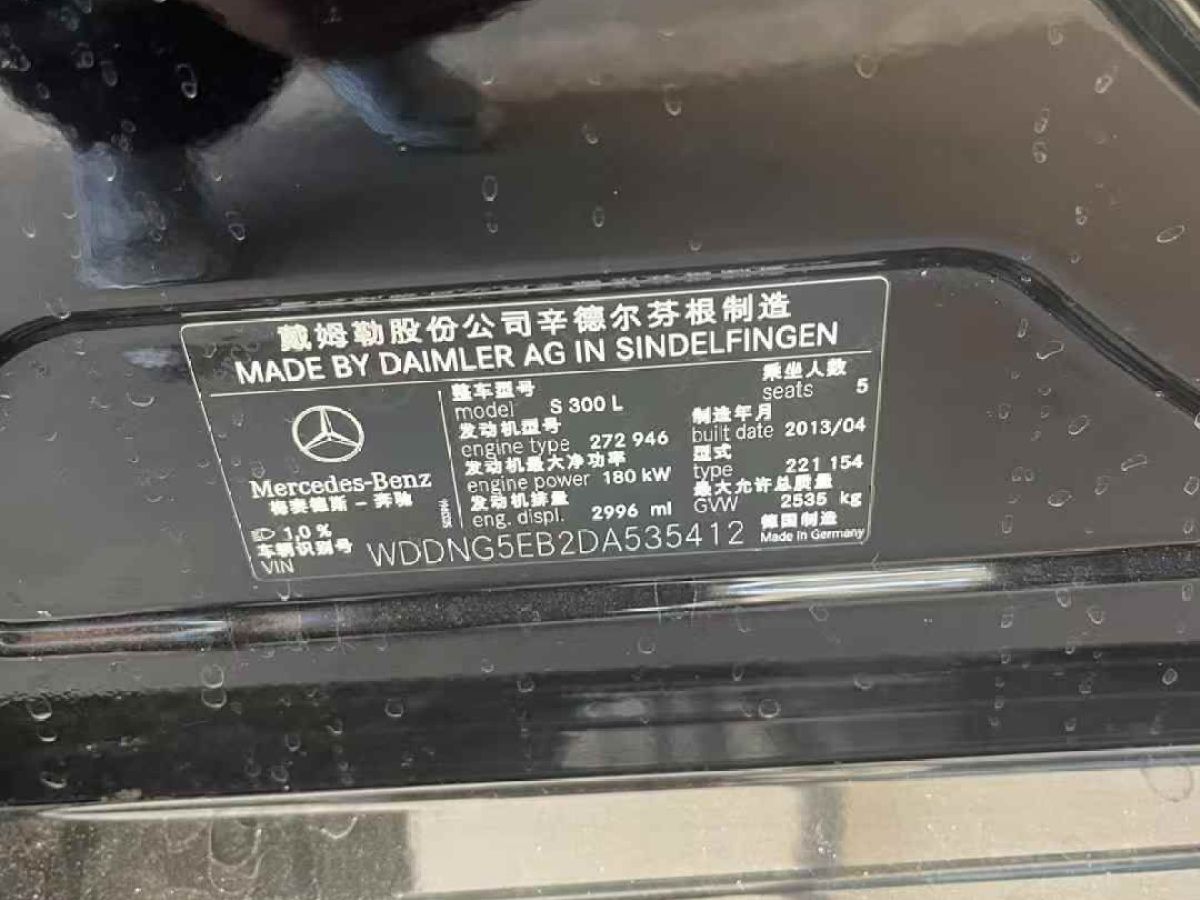 戴姆勒股份公司辛德尔芬根制造
MADE BY DAIMLER AG IN SINDELFINGEN
Mercedes-Benz
梅赛德斯－奔驰
1,0 %
整车型号
model S 300 L
发动机型号
engine type 272 946
发动机最大净功率
engine power 180 kW
发动机排量
eng. displ. 2996 ml
乘坐人数
seats 5
制造年月
built date 2013/04
型式
type 221 154
最大允许总质量
GVW 2535 kg
车辆识别号
VIN WDDNG5EB2DA535412
德国制造
Made in Germany